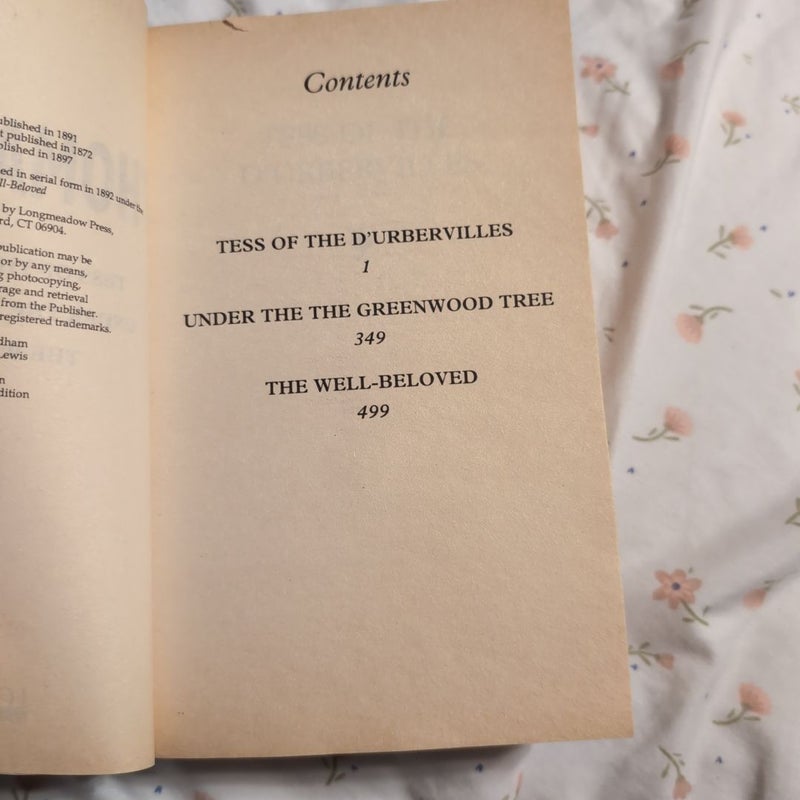 ublished in 1891
t published in 1872
lished in 1897
ed in serial form in 1892 under the
ll-Beloved
by Longmeadow Press,
rd, CT 06904.
publication may be
or by any means,
g photocopying,
rage and retrieval
from the Publisher.
registered trademarks.
dham
Lewis
n
dition
Contents
TESS OF THE D'URBERVILLES
1
UNDER THE THE GREENWOOD TREE
349
THE WELL-BELOVED
499